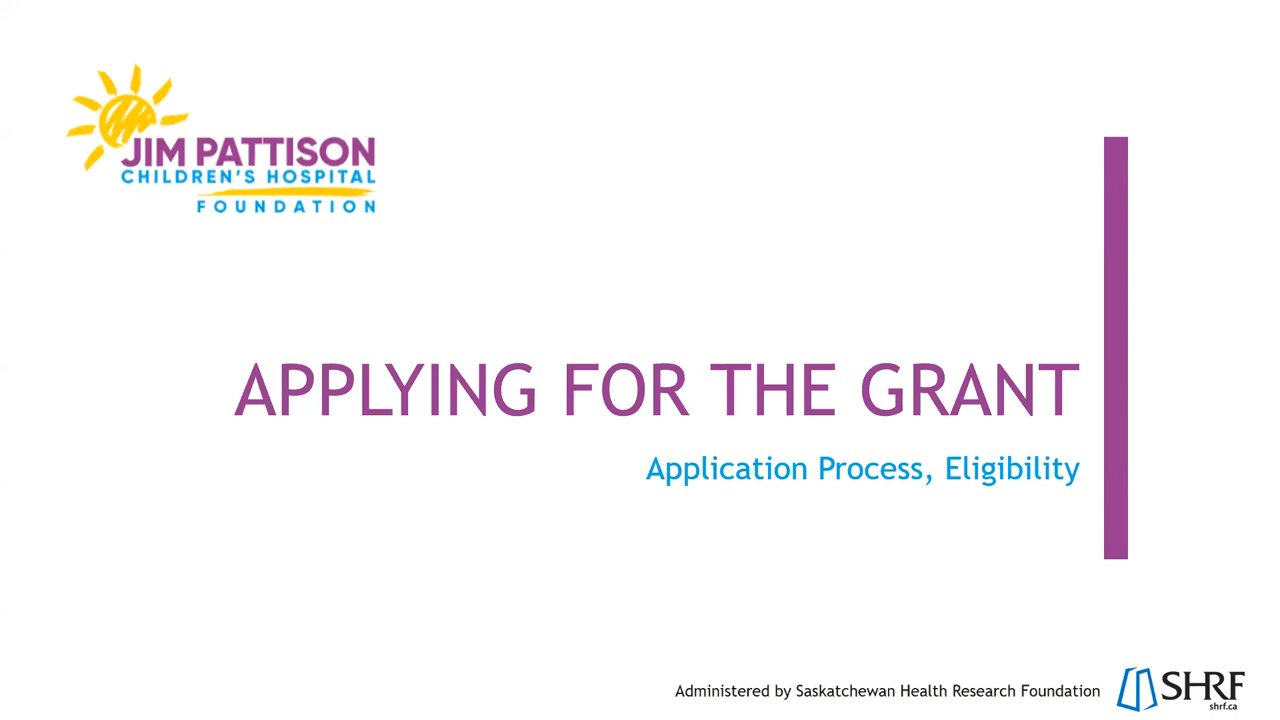 JIM PATTISON
CHILDREN'S HOSPITAL
FOUNDATION
APPLYING FOR THE GRANT
Application Process, Eligibility
Administered by Saskatchewan Health Research Foundation
SHRF
shrf.ca